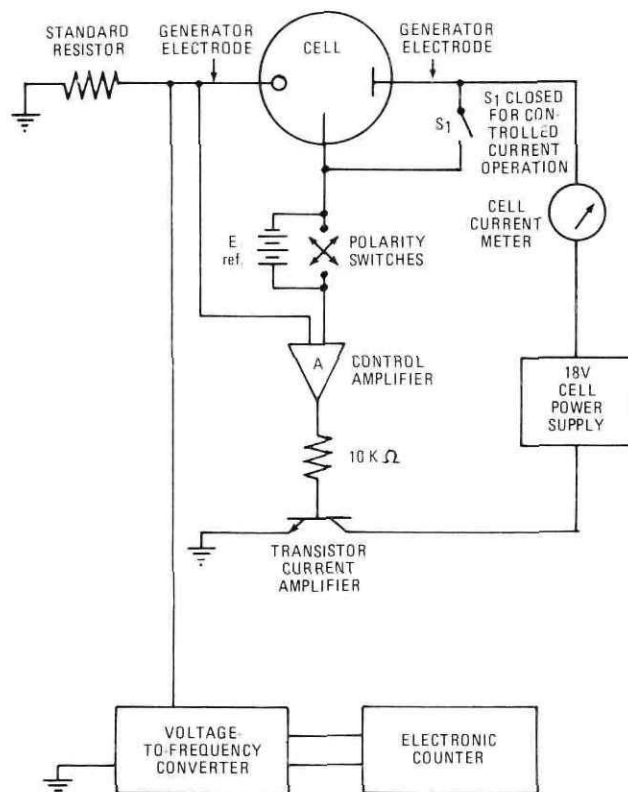 STANDARD
RESISTOR
GENERATOR
ELECTRODE
CELL
GENERATOR
ELECTRODE
S1
S1 CLOSED
FOR CON-
TROLLED
CURRENT
OPERATION
CELL
CURRENT
METER
E
ref.
POLARITY
SWITCHES
A
CONTROL
AMPLIFIER
18V
CELL
POWER
SUPPLY
10 K Ω
TRANSISTOR
CURRENT
AMPLIFIER
VOLTAGE-
TO-FREQUENCY
CONVERTER
ELECTRONIC
COUNTER